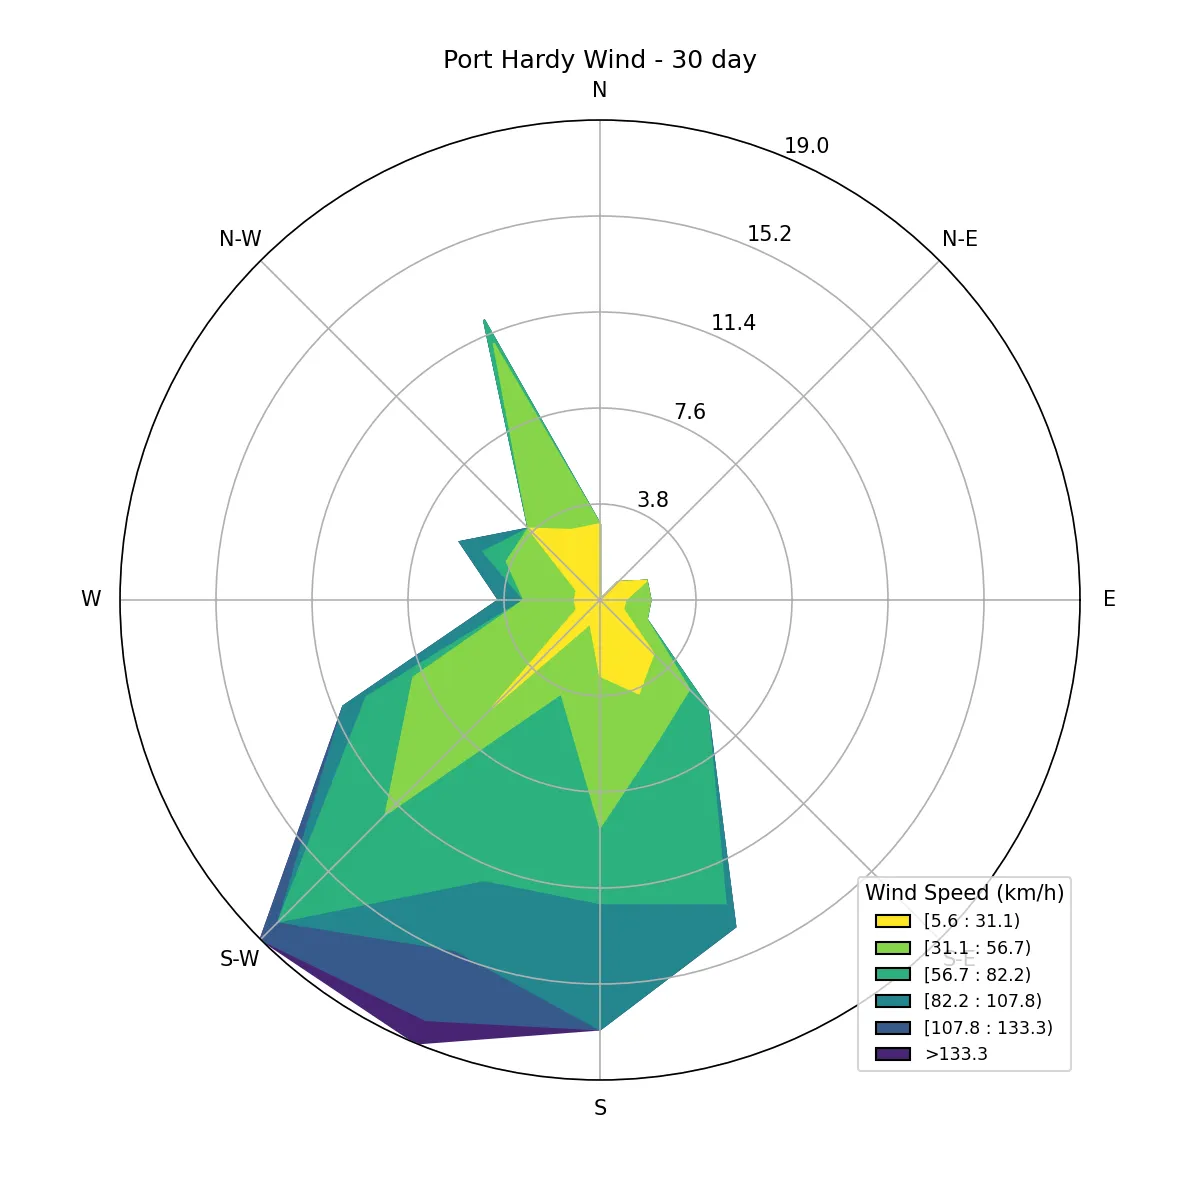 Port Hardy Wind - 30 day
N
19.0
N-W
15.2
N-E
11.4
7.6
3.8
W
E
S-W
S-E
S
Wind Speed (km/h)
[5.6 : 31.1)
[31.1 : 56.7)
[56.7 : 82.2)
[82.2 : 107.8)
[107.8 : 133.3)
>133.3